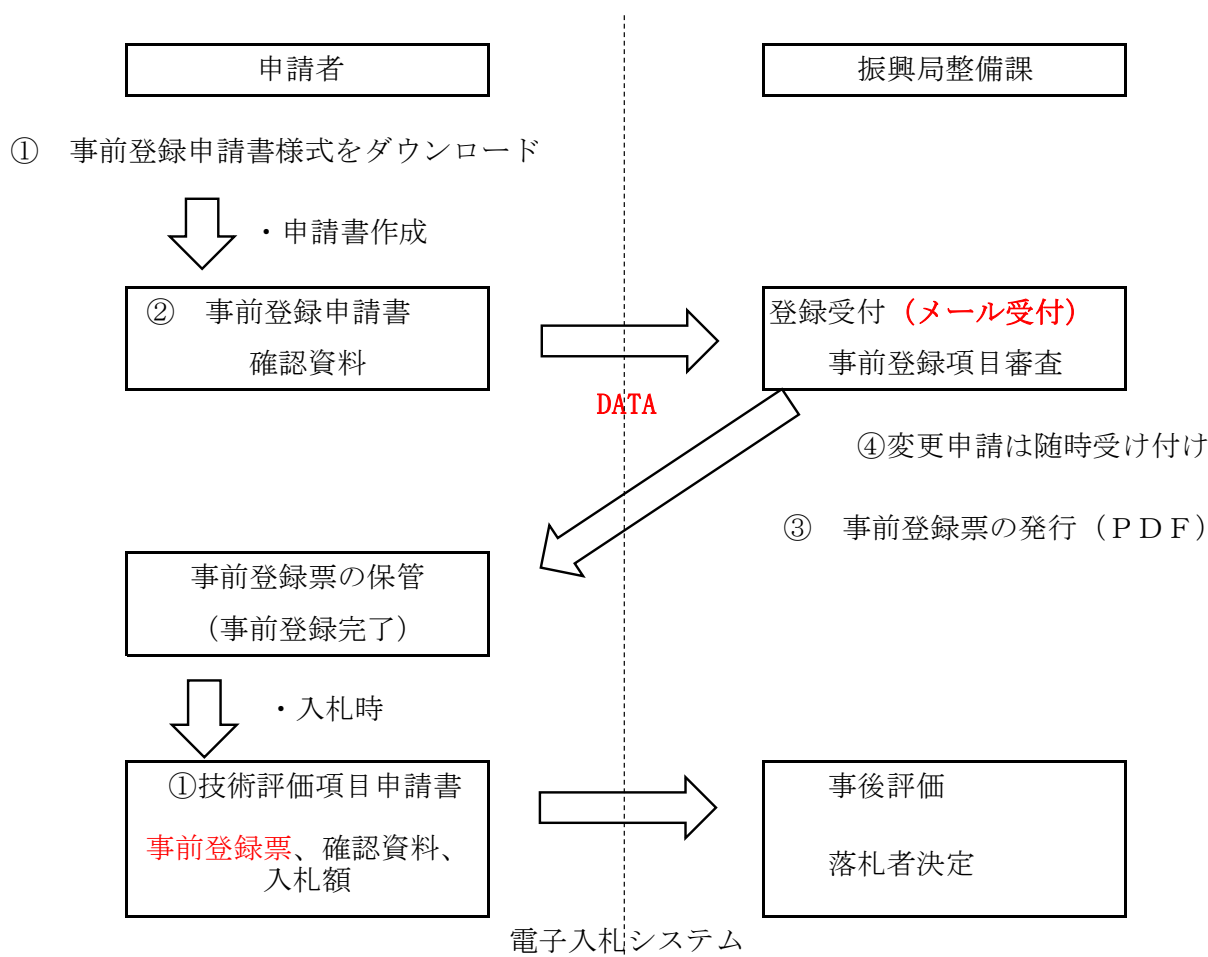 申請者
振興局整備課
① 事前登録申請書様式をダウンロード
・申請書作成
② 事前登録申請書
確認資料
登録受付（メール受付）
事前登録項目審査
DATA
④変更申請は随時受け付け
③ 事前登録票の発行（ＰＤＦ）
事前登録票の保管
（事前登録完了）
・入札時
①技術評価項目申請書
事前登録票、確認資料、
入札額
事後評価
落札者決定
電子入札システム